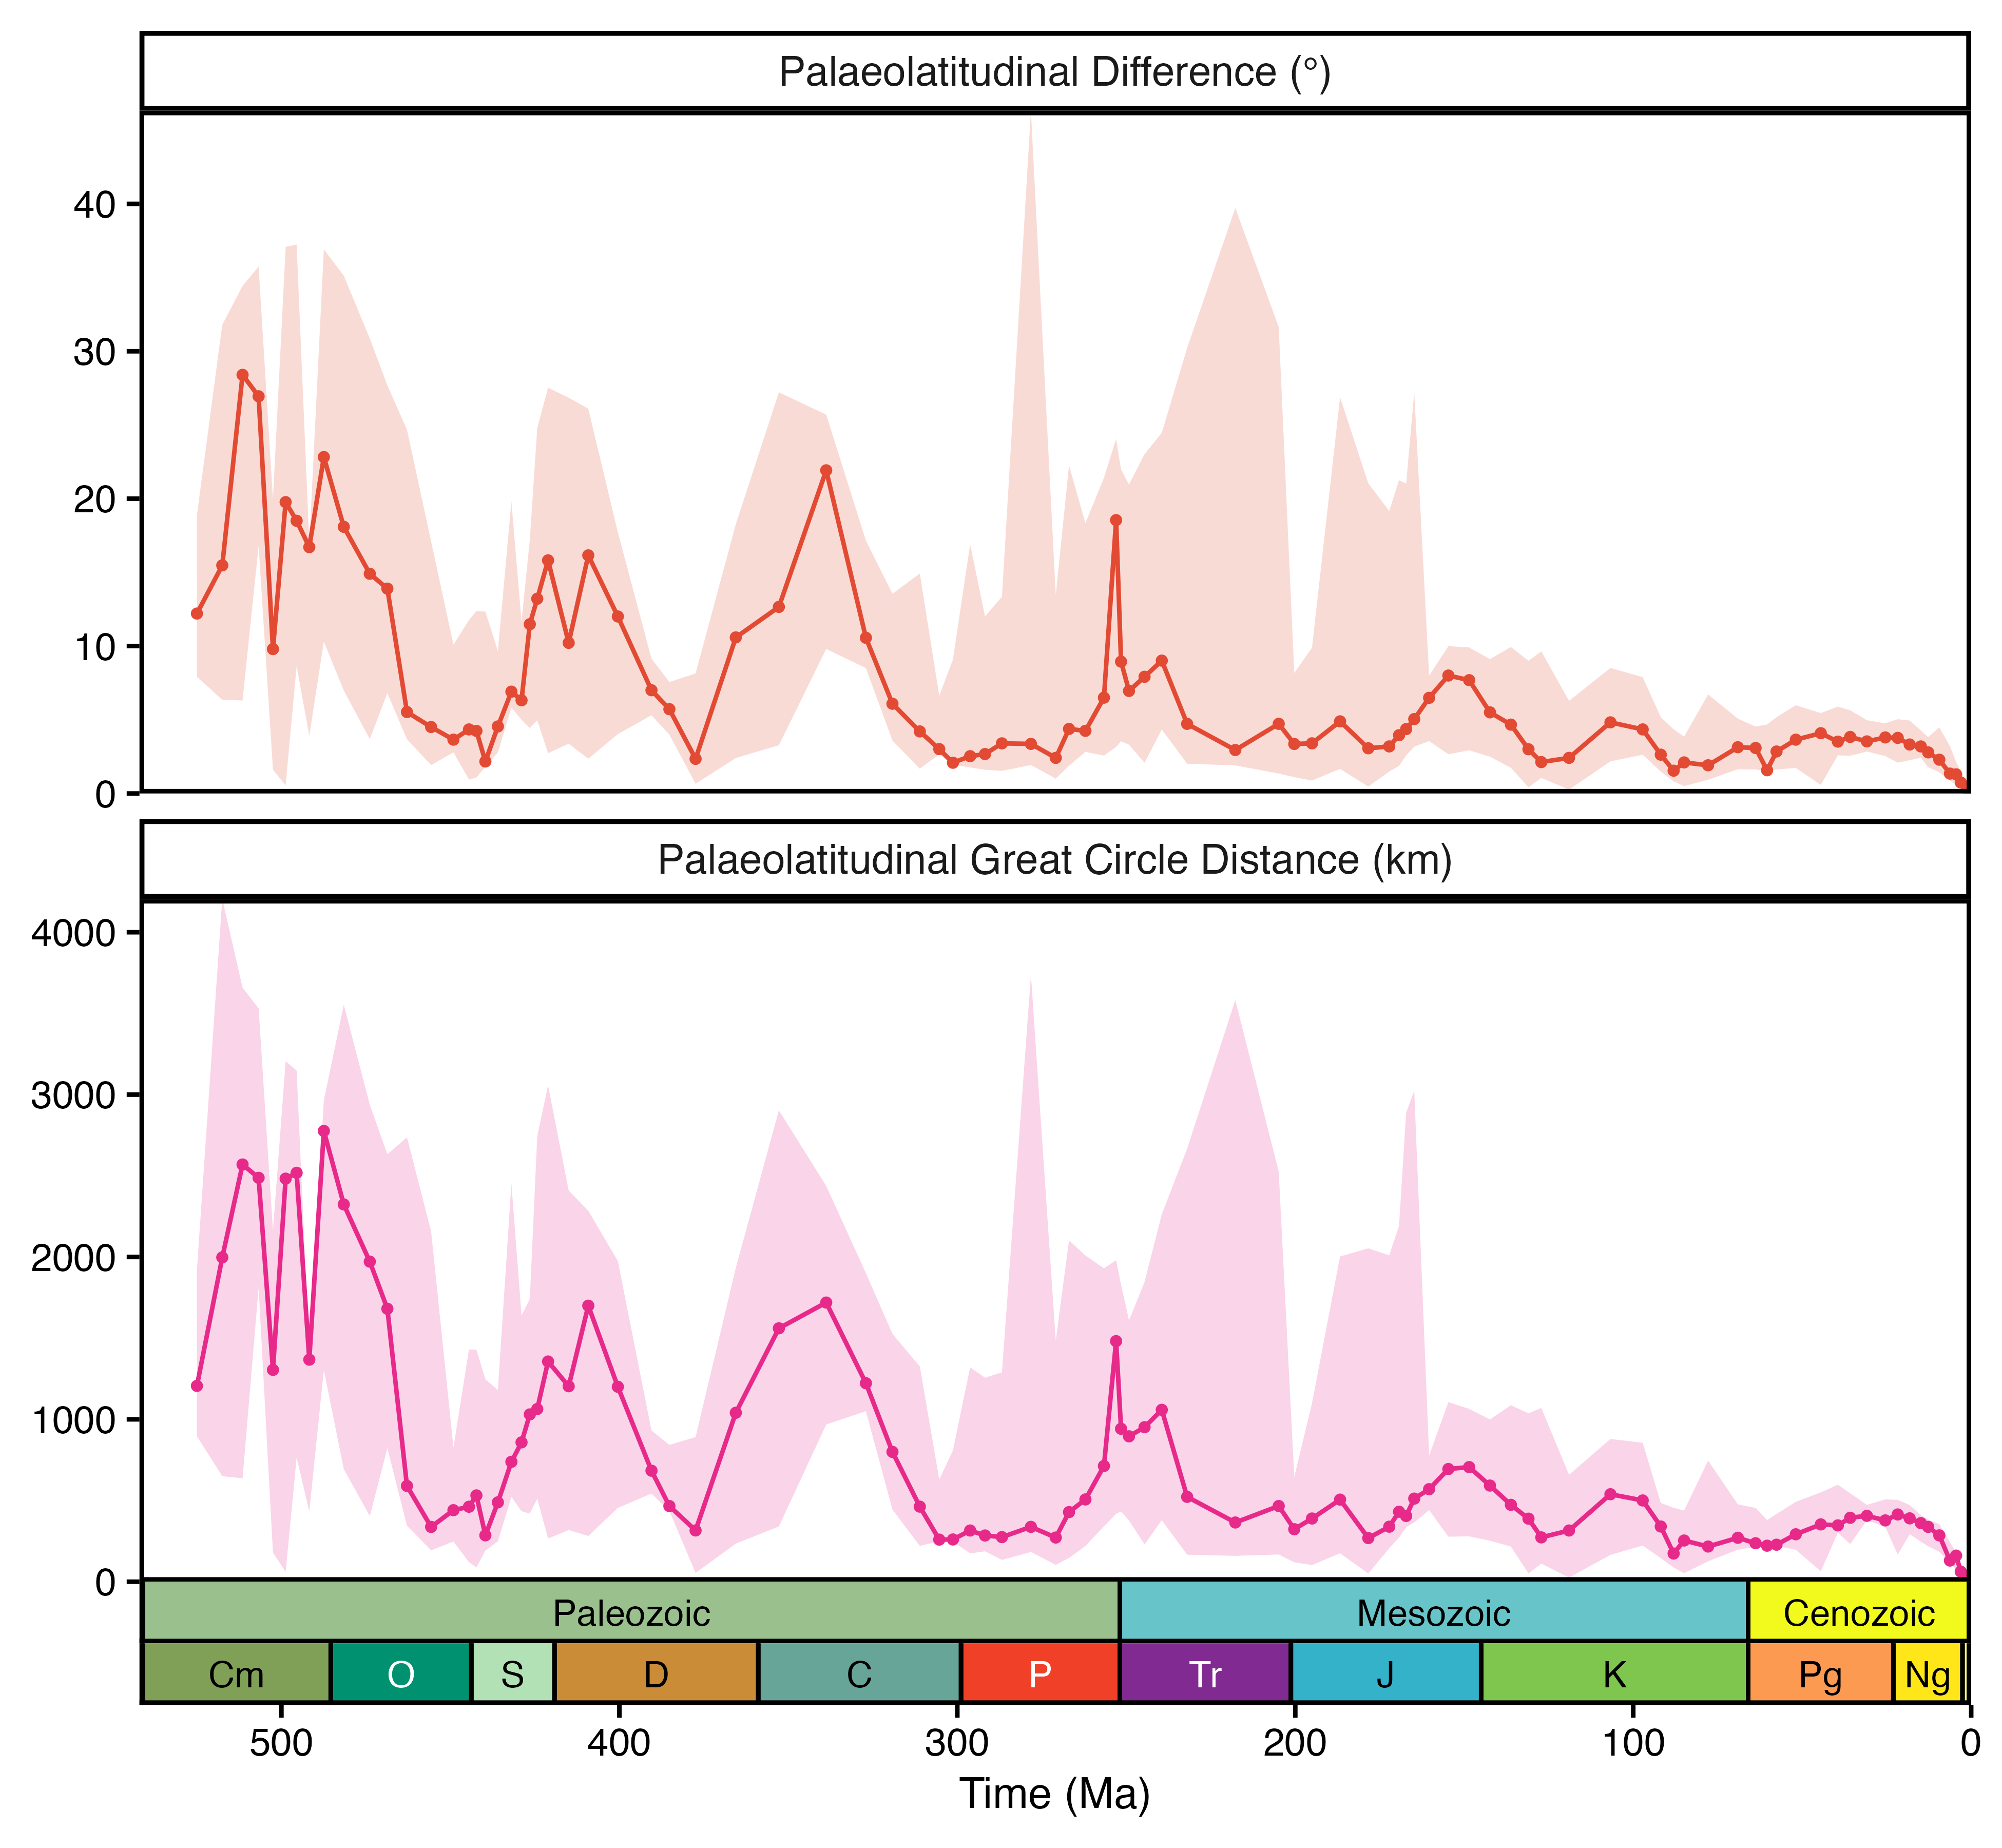 Palaeolatitudinal Difference (°)
40
30
20
10
0
Palaeolatitudinal Great Circle Distance (km)
4000
3000
2000
1000
0
Paleozoic Mesozoic Cenozoic
Cm O S D C P Tr J K Pg Ng
500 400 300 200 100 0
Time (Ma)